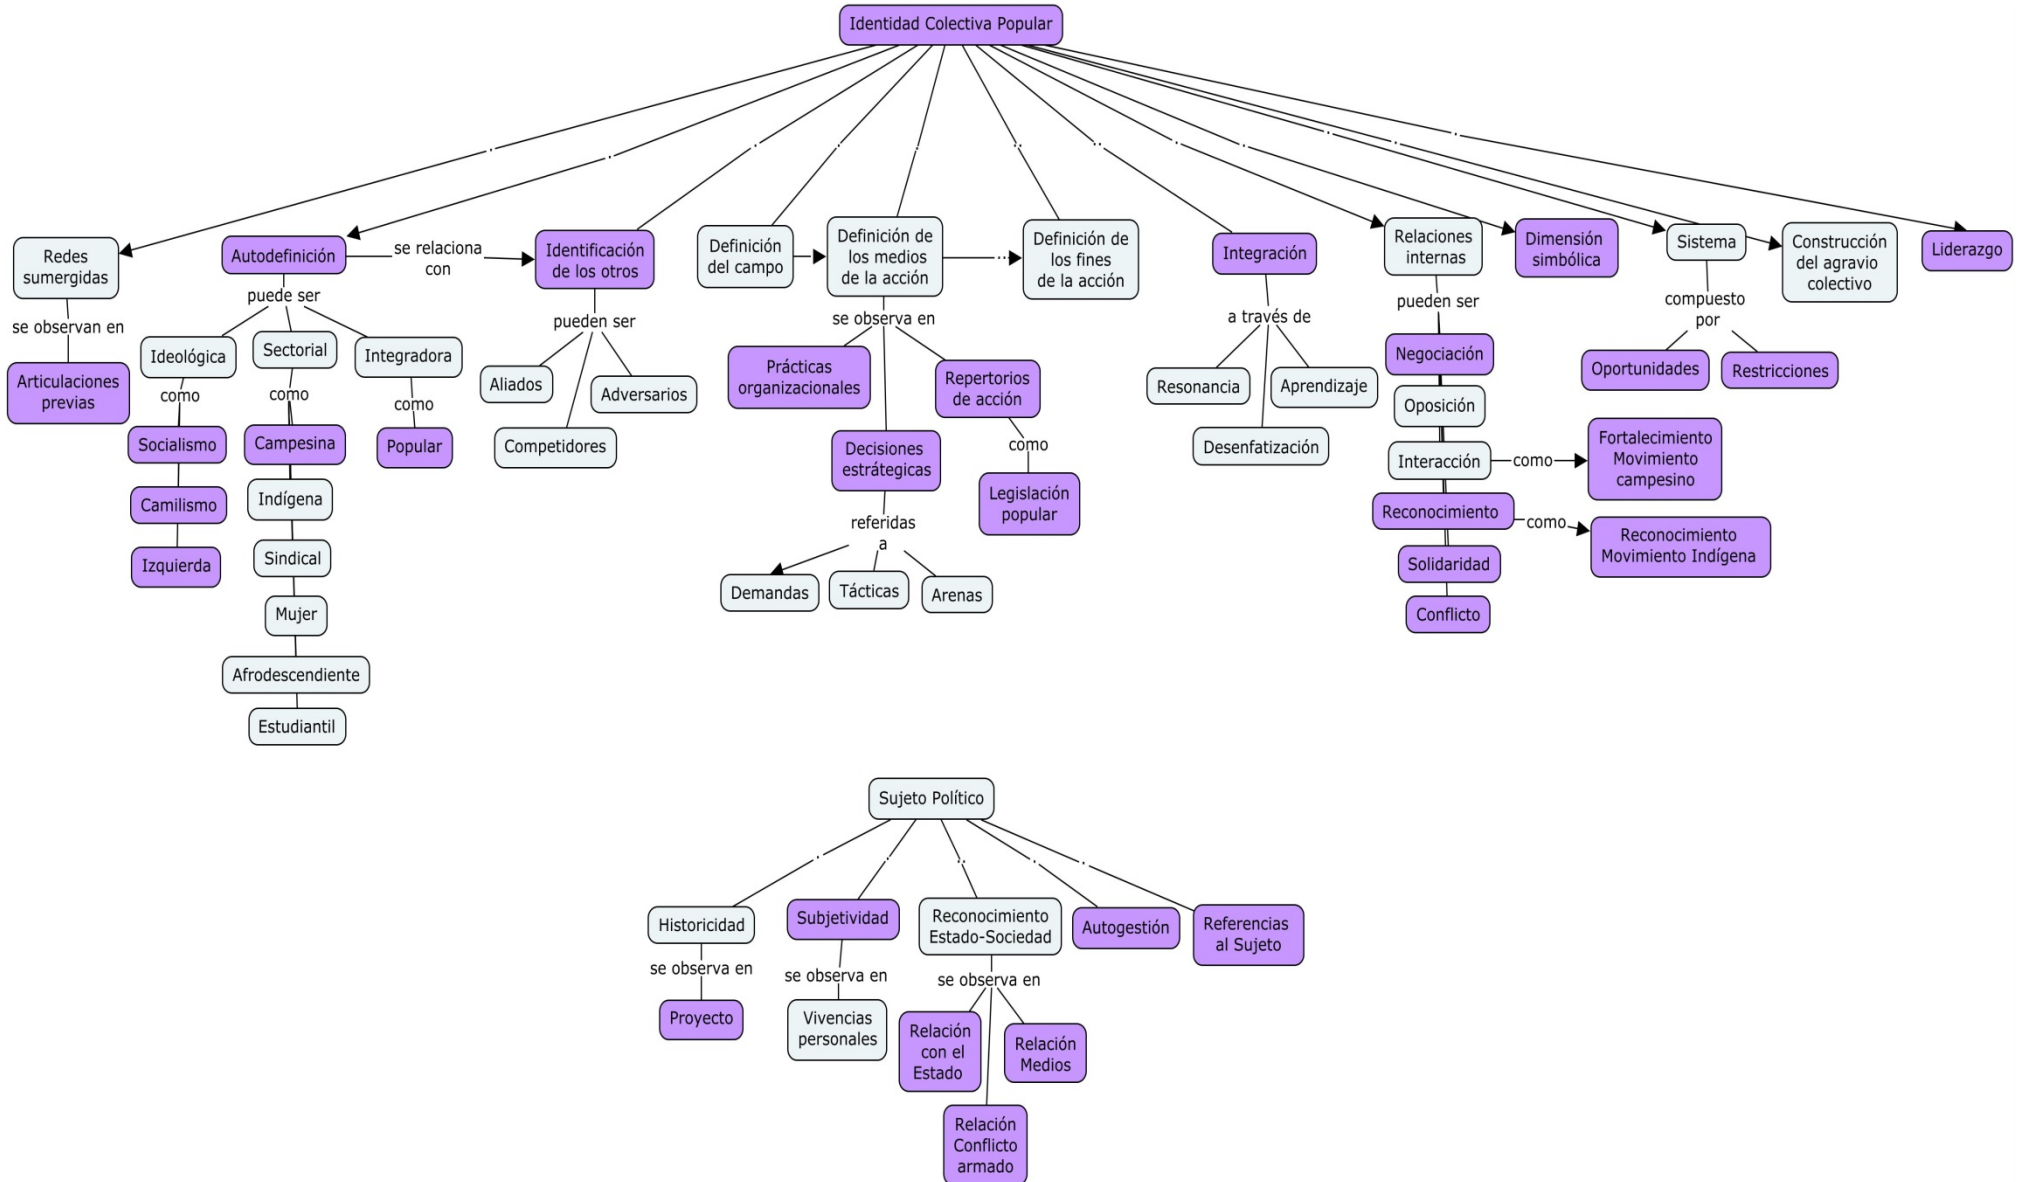 Identidad Colectiva Popular
Redes
sumergidas
se observan en
Articulaciones
previas
Autodefinición
se relaciona
con
puede ser
Ideológica
como
Socialismo
Camilismo
Izquierda
Sectorial
como
Campesina
Indígena
Sindical
Mujer
Afrodescendiente
Estudiantil
Integradora
como
Popular
Identificación
de los otros
pueden ser
Aliados
Competidores
Adversarios
Definición
del campo
Definición de
los medios
de la acción
se observa en
Prácticas
organizacionales
Decisiones
estrátegicas
referidas
a
Demandas
Tácticas
Arenas
Repertorios
de acción
como
Legislación
popular
Definición de
los fines
de la acción
Integración
a través de
Resonancia
Desenfatización
Aprendizaje
Relaciones
internas
pueden ser
Negociación
Oposición
Interacción
como
Fortalecimiento
Movimiento
campesino
Reconocimiento
como
Reconocimiento
Movimiento Indígena
Solidaridad
Conflicto
Dimensión
simbólica
Sistema
compuesto
por
Oportunidades
Restricciones
Construcción
del agravio
colectivo
Liderazgo
Sujeto Político
Historicidad
se observa en
Proyecto
Subjetividad
se observa en
Vivencias
personales
Reconocimiento
Estado-Sociedad
se observa en
Relación
con el
Estado
Relación
Conflicto
armado
Relación
Medios
Autogestión
Referencias
al Sujeto